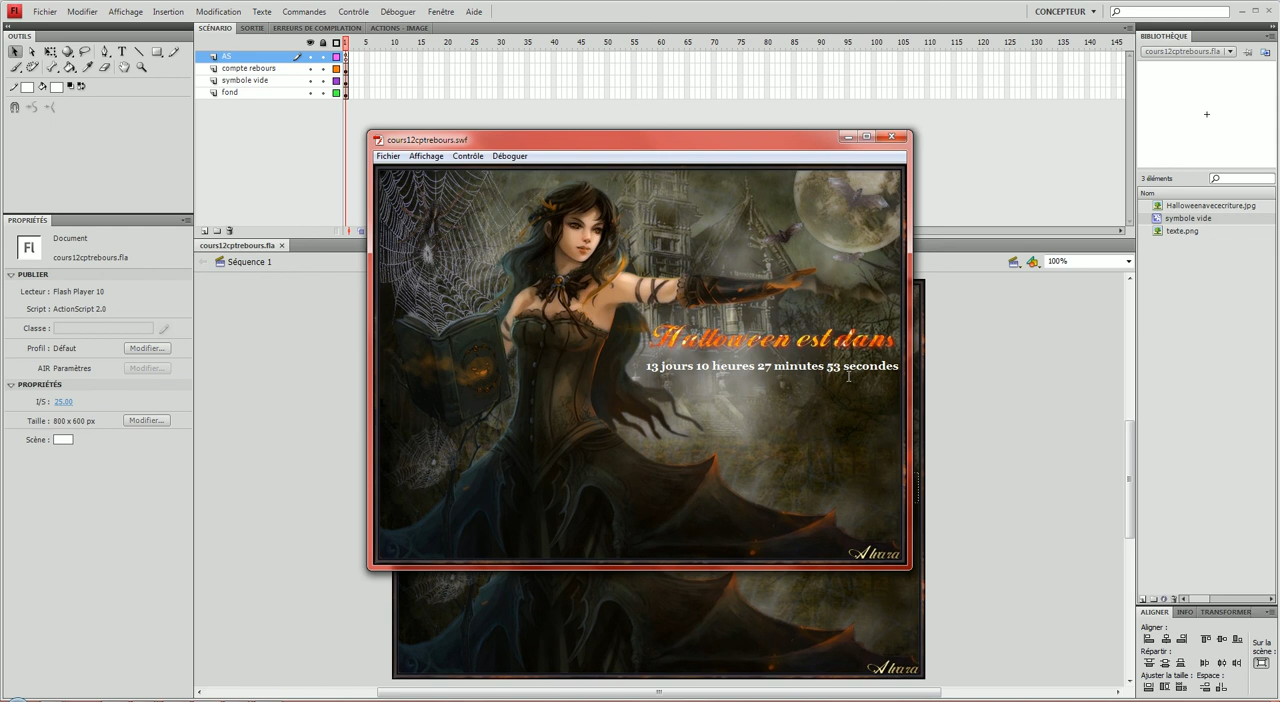 Fl Fichier Modifier Affichage Insertion Modification Texte Commandes Contrôle Déboguer Fenêtre Aide CONCEPTEUR
OUTILS
SCÉNARIO SORTIE ERREURS DE COMPILATION ACTIONS - IMAGE
1 5 10 15 20 25 30 35 40 45 50 55 60 65 70 75 80 85 90 95 100 105 110 115 120 125 130 135 140 145
AS
compte rebours
symbole vide
fond
BIBLIOTHÈQUE
cours12cptrebours.fla
3 éléments
Nom
Halloweenavececriture.jpg
symbole vide
texte.png
PROPRIÉTÉS
Fl
Document
cours12cptrebours.fla
PUBLIER
Lecteur : Flash Player 10
Script : ActionScript 2.0
Classe :
Profil : Défaut Modifier...
AIR Paramètres Modifier...
PROPRIÉTÉS
I/S : 25.00
Taille : 800 x 600 px Modifier...
Scène :
cours12cptrebours.fla
Séquence 1
100%
cours12cptrebours.swf
Fichier Affichage Contrôle Déboguer
Halloween est dans
13 jours 10 heures 27 minutes 53 secondes
Alvara
Alvara
ALIGNER INFO TRANSFORMER
Aligner :
Répartir :
Ajuster la taille : Espace :
Sur la
scène :